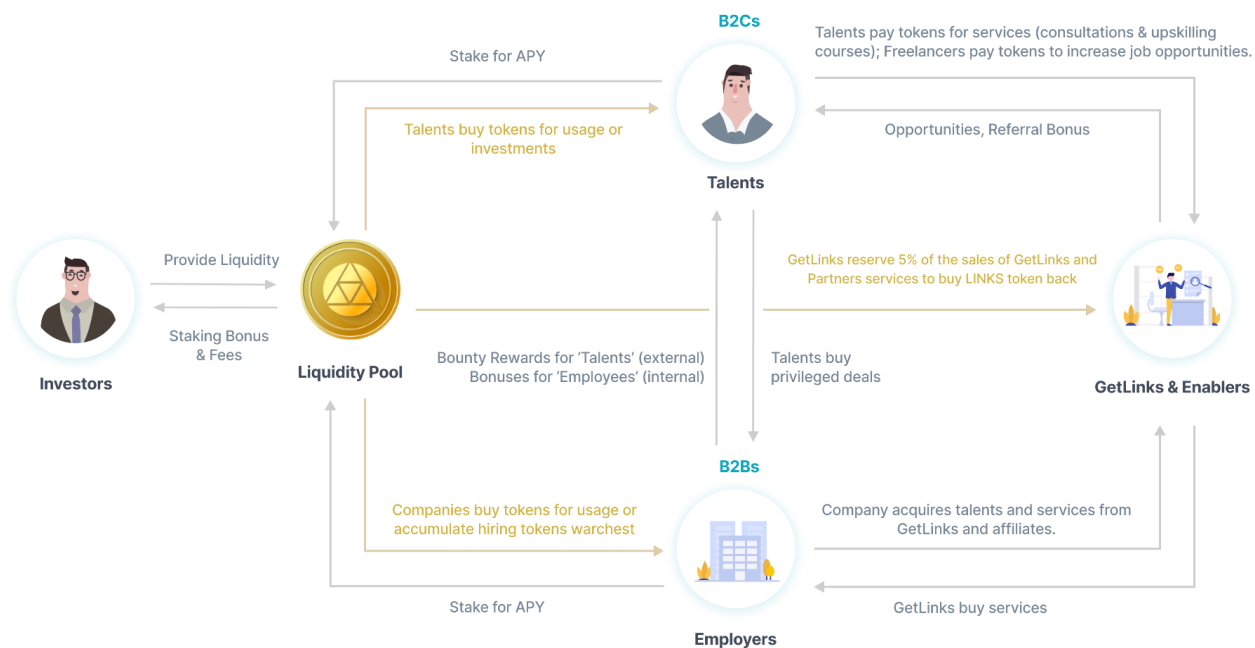 B2Cs
Talents pay tokens for services (consultations & upskilling
courses); Freelancers pay tokens to increase job opportunities.
Stake for APY
Talents buy tokens for usage or
investments
Opportunities, Referral Bonus
Talents
Provide Liquidity
GetLinks reserve 5% of the sales of GetLinks and
Partners services to buy LINKS token back
Staking Bonus
& Fees
Investors
Liquidity Pool
Bounty Rewards for ‘Talents’ (external)
Bonuses for ‘Employees’ (internal)
Talents buy
privileged deals
GetLinks & Enablers
B2Bs
Companies buy tokens for usage or
accumulate hiring tokens warchest
Company acquires talents and services from
GetLinks and affiliates.
Stake for APY
GetLinks buy services
Employers